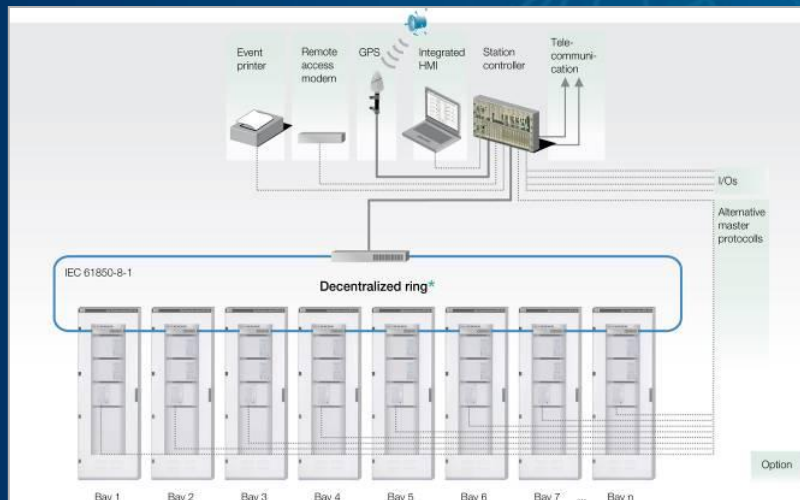 Event
printer
Remote
access
modem
GPS
Integrated
HMI
Station
controller
Tele-
communi-
cation
I/Os
Alternative
master
protocolls
IEC 61850-8-1
Decentralized ring*
Bay 1
Bay 2
Bay 3
Bay 4
Bay 5
Bay 6
Bay 7
...
Bay n
Option